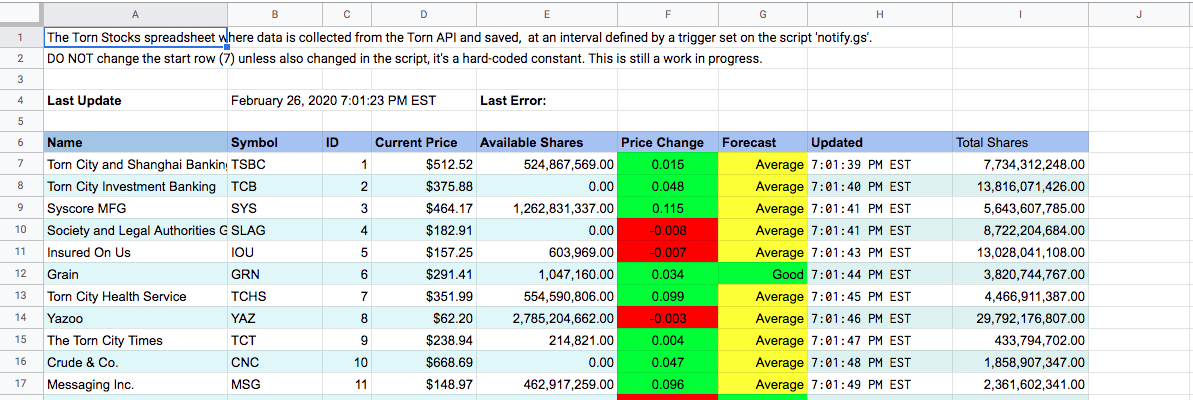 A B C D E F G H I J
1 The Torn Stocks spreadsheet where data is collected from the Torn API and saved, at an interval defined by a trigger set on the script 'notify.gs'.
2 DO NOT change the start row (7) unless also changed in the script, it's a hard-coded constant. This is still a work in progress.
3
4 Last Update February 26, 2020 7:01:23 PM EST Last Error:
5
6 Name Symbol ID Current Price Available Shares Price Change Forecast Updated Total Shares
7 Torn City and Shanghai Banking TSBC 1 $512.52 524,867,569.00 0.015 Average 7:01:39 PM EST 7,734,312,248.00
8 Torn City Investment Banking TCB 2 $375.88 0.00 0.048 Average 7:01:40 PM EST 13,816,071,426.00
9 Syscore MFG SYS 3 $464.17 1,262,831,337.00 0.115 Average 7:01:41 PM EST 5,643,607,785.00
10 Society and Legal Authorities G SLAG 4 $182.91 0.00 -0.008 Average 7:01:41 PM EST 8,722,204,684.00
11 Insured On Us IOU 5 $157.25 603,969.00 -0.007 Average 7:01:43 PM EST 13,028,041,108.00
12 Grain GRN 6 $291.41 1,047,160.00 0.034 Good 7:01:44 PM EST 3,820,744,767.00
13 Torn City Health Service TCHS 7 $351.99 554,590,806.00 0.099 Average 7:01:45 PM EST 4,466,911,387.00
14 Yazoo YAZ 8 $62.20 2,785,204,662.00 -0.003 Average 7:01:46 PM EST 29,792,176,807.00
15 The Torn City Times TCT 9 $238.94 214,821.00 0.004 Average 7:01:47 PM EST 433,794,702.00
16 Crude & Co. CNC 10 $668.69 0.00 0.047 Average 7:01:48 PM EST 1,858,907,347.00
17 Messaging Inc. MSG 11 $148.97 462,917,259.00 0.096 Average 7:01:49 PM EST 2,361,602,341.00